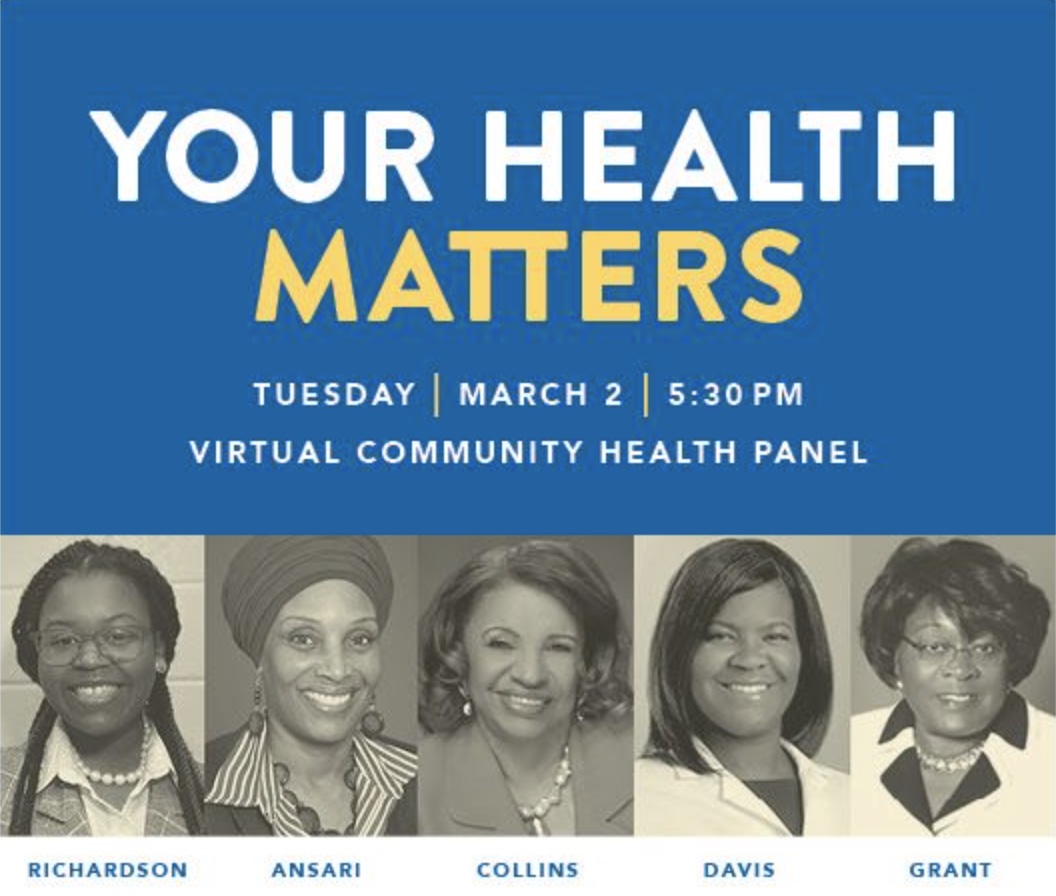 YOUR HEALTH
MATTERS
TUESDAY | MARCH 2 | 5:30 PM
VIRTUAL COMMUNITY HEALTH PANEL
RICHARDSON ANSARI COLLINS DAVIS GRANT